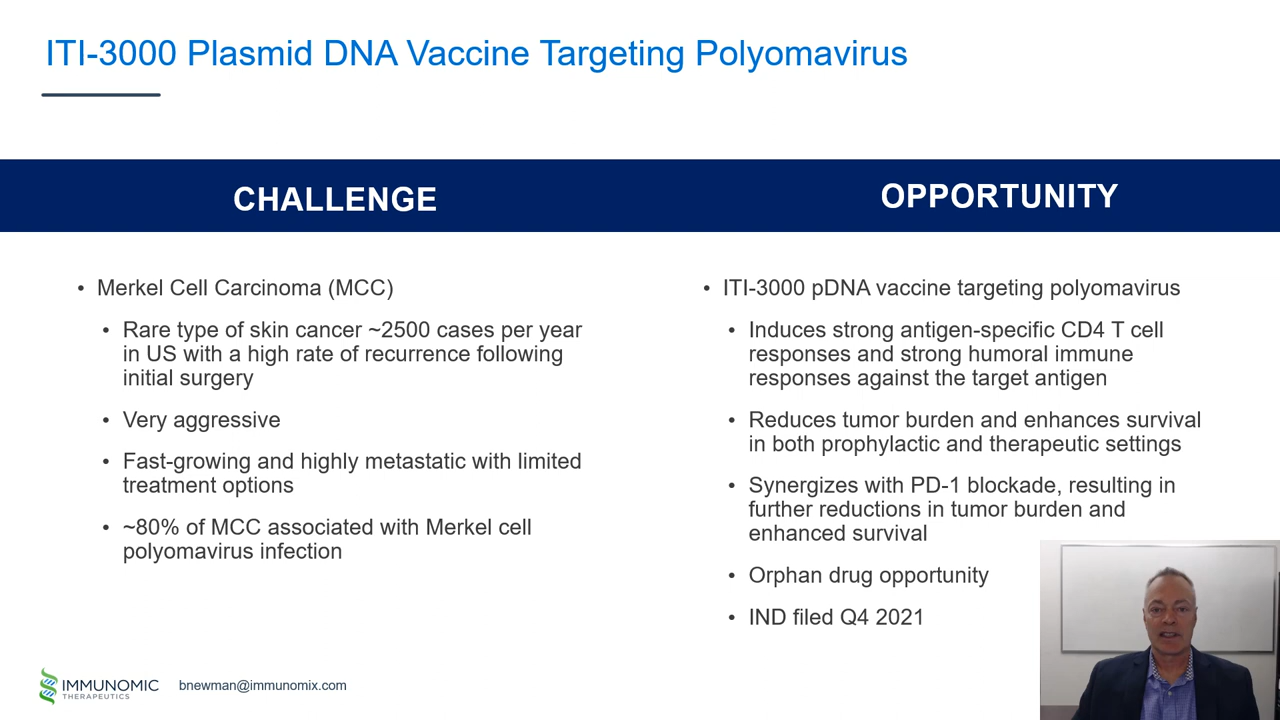 ITI-3000 Plasmid DNA Vaccine Targeting Polyomavirus
CHALLENGE
• Merkel Cell Carcinoma (MCC)
• Rare type of skin cancer ~2500 cases per year
in US with a high rate of recurrence following
initial surgery
• Very aggressive
• Fast-growing and highly metastatic with limited
treatment options
• ~80% of MCC associated with Merkel cell
polyomavirus infection
OPPORTUNITY
• ITI-3000 pDNA vaccine targeting polyomavirus
• Induces strong antigen-specific CD4 T cell
responses and strong humoral immune
responses against the target antigen
• Reduces tumor burden and enhances survival
in both prophylactic and therapeutic settings
• Synergizes with PD-1 blockade, resulting in
further reductions in tumor burden and
enhanced survival
• Orphan drug opportunity
• IND filed Q4 2021
IMMUNOMIC
THERAPEUTICS
bnewman@immunomix.com